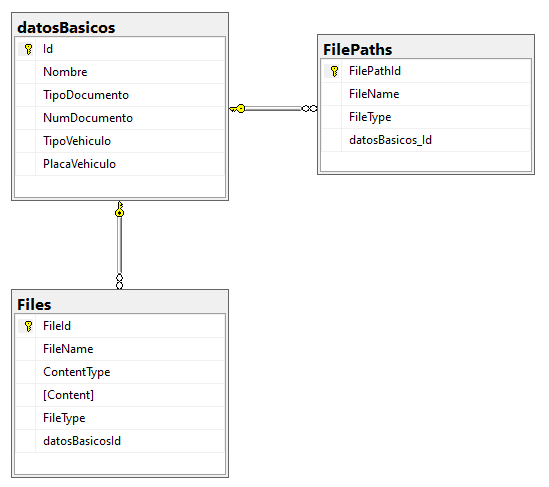 datosBasicos
Id
Nombre
TipoDocumento
NumDocumento
TipoVehiculo
PlacaVehiculo
FilePaths
FilePathId
FileName
FileType
datosBasicos_Id
Files
FileId
FileName
ContentType
[Content]
FileType
datosBasicosId